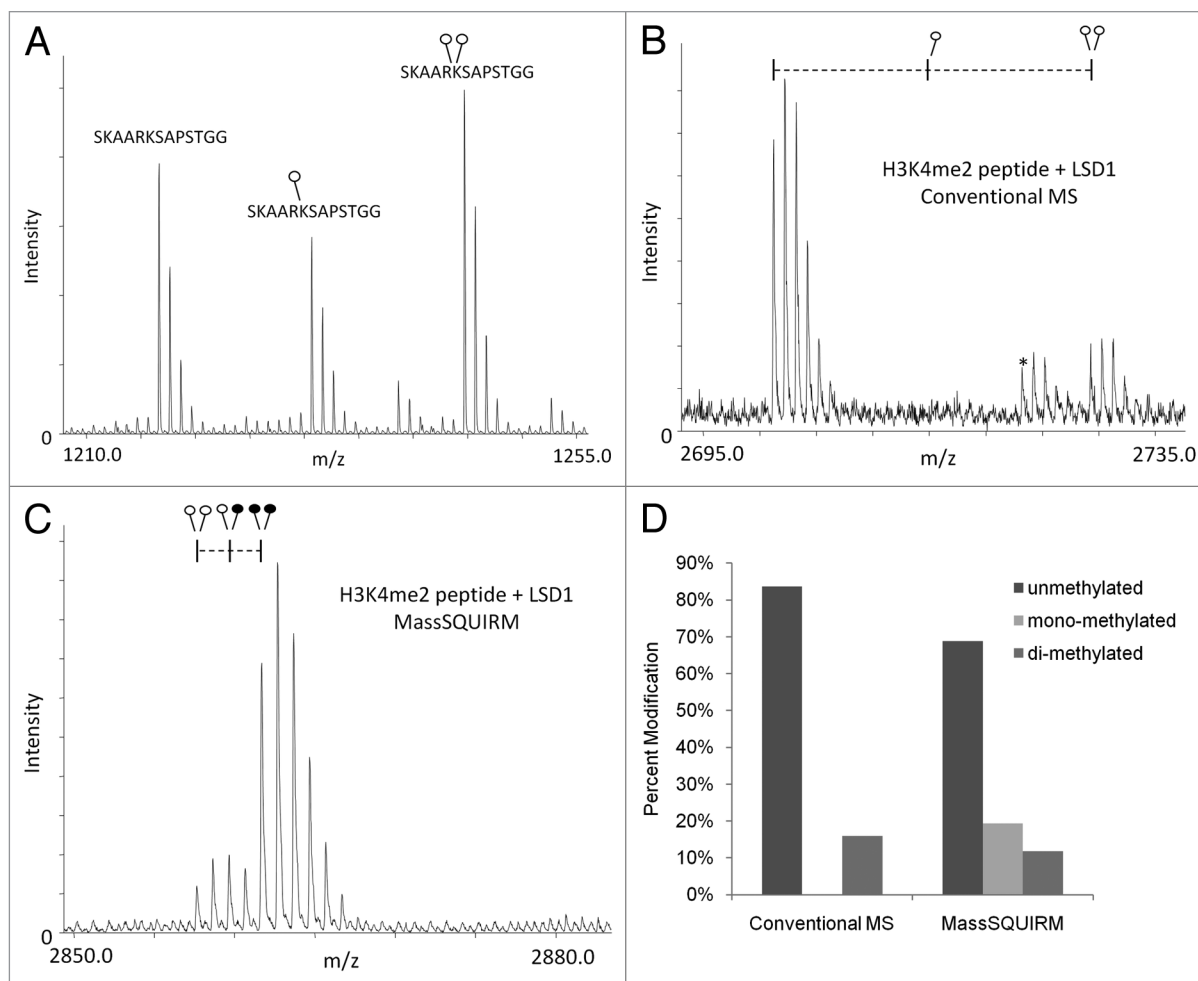 A
SKAARKSAPSTGG
SKAARKSAPSTGG
SKAARKSAPSTGG
Intensity
0
1210.0
m/z
1255.0
B
H3K4me2 peptide + LSD1
Conventional MS
*
Intensity
0
2695.0
m/z
2735.0
C
H3K4me2 peptide + LSD1
MassSQUIRM
Intensity
0
2850.0
m/z
2880.0
D
90%
80%
70%
60%
50%
40%
30%
20%
10%
0%
Percent Modification
unmethylated
mono-methylated
di-methylated
Conventional MS
MassSQUIRM